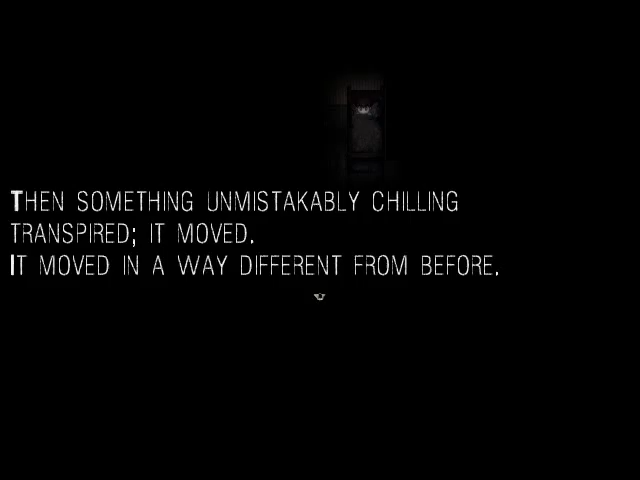 THEN SOMETHING UNMISTAKABLY CHILLING
TRANSPIRED; IT MOVED.
IT MOVED IN A WAY DIFFERENT FROM BEFORE.